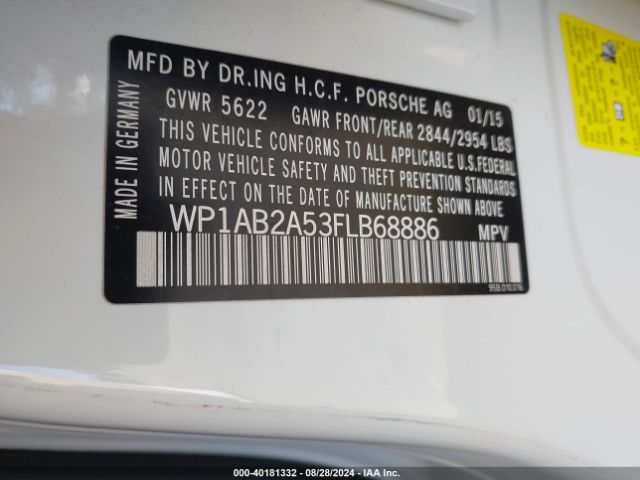 MFD BY DR.ING H.C.F. PORSCHE AG 01/15
GVWR 5622 GAWR FRONT/REAR 2844/2954 LBS
THIS VEHICLE CONFORMS TO ALL APPLICABLE U.S.FEDERAL
MOTOR VEHICLE SAFETY AND THEFT PREVENTION STANDARDS
IN EFFECT ON THE DATE OF MANUFACTURE SHOWN ABOVE.
WP1AB2A53FLB68886 MPV
MADE IN GERMANY
95B.010.016
000-40181332 - 08/28/2024 - IAA Inc.